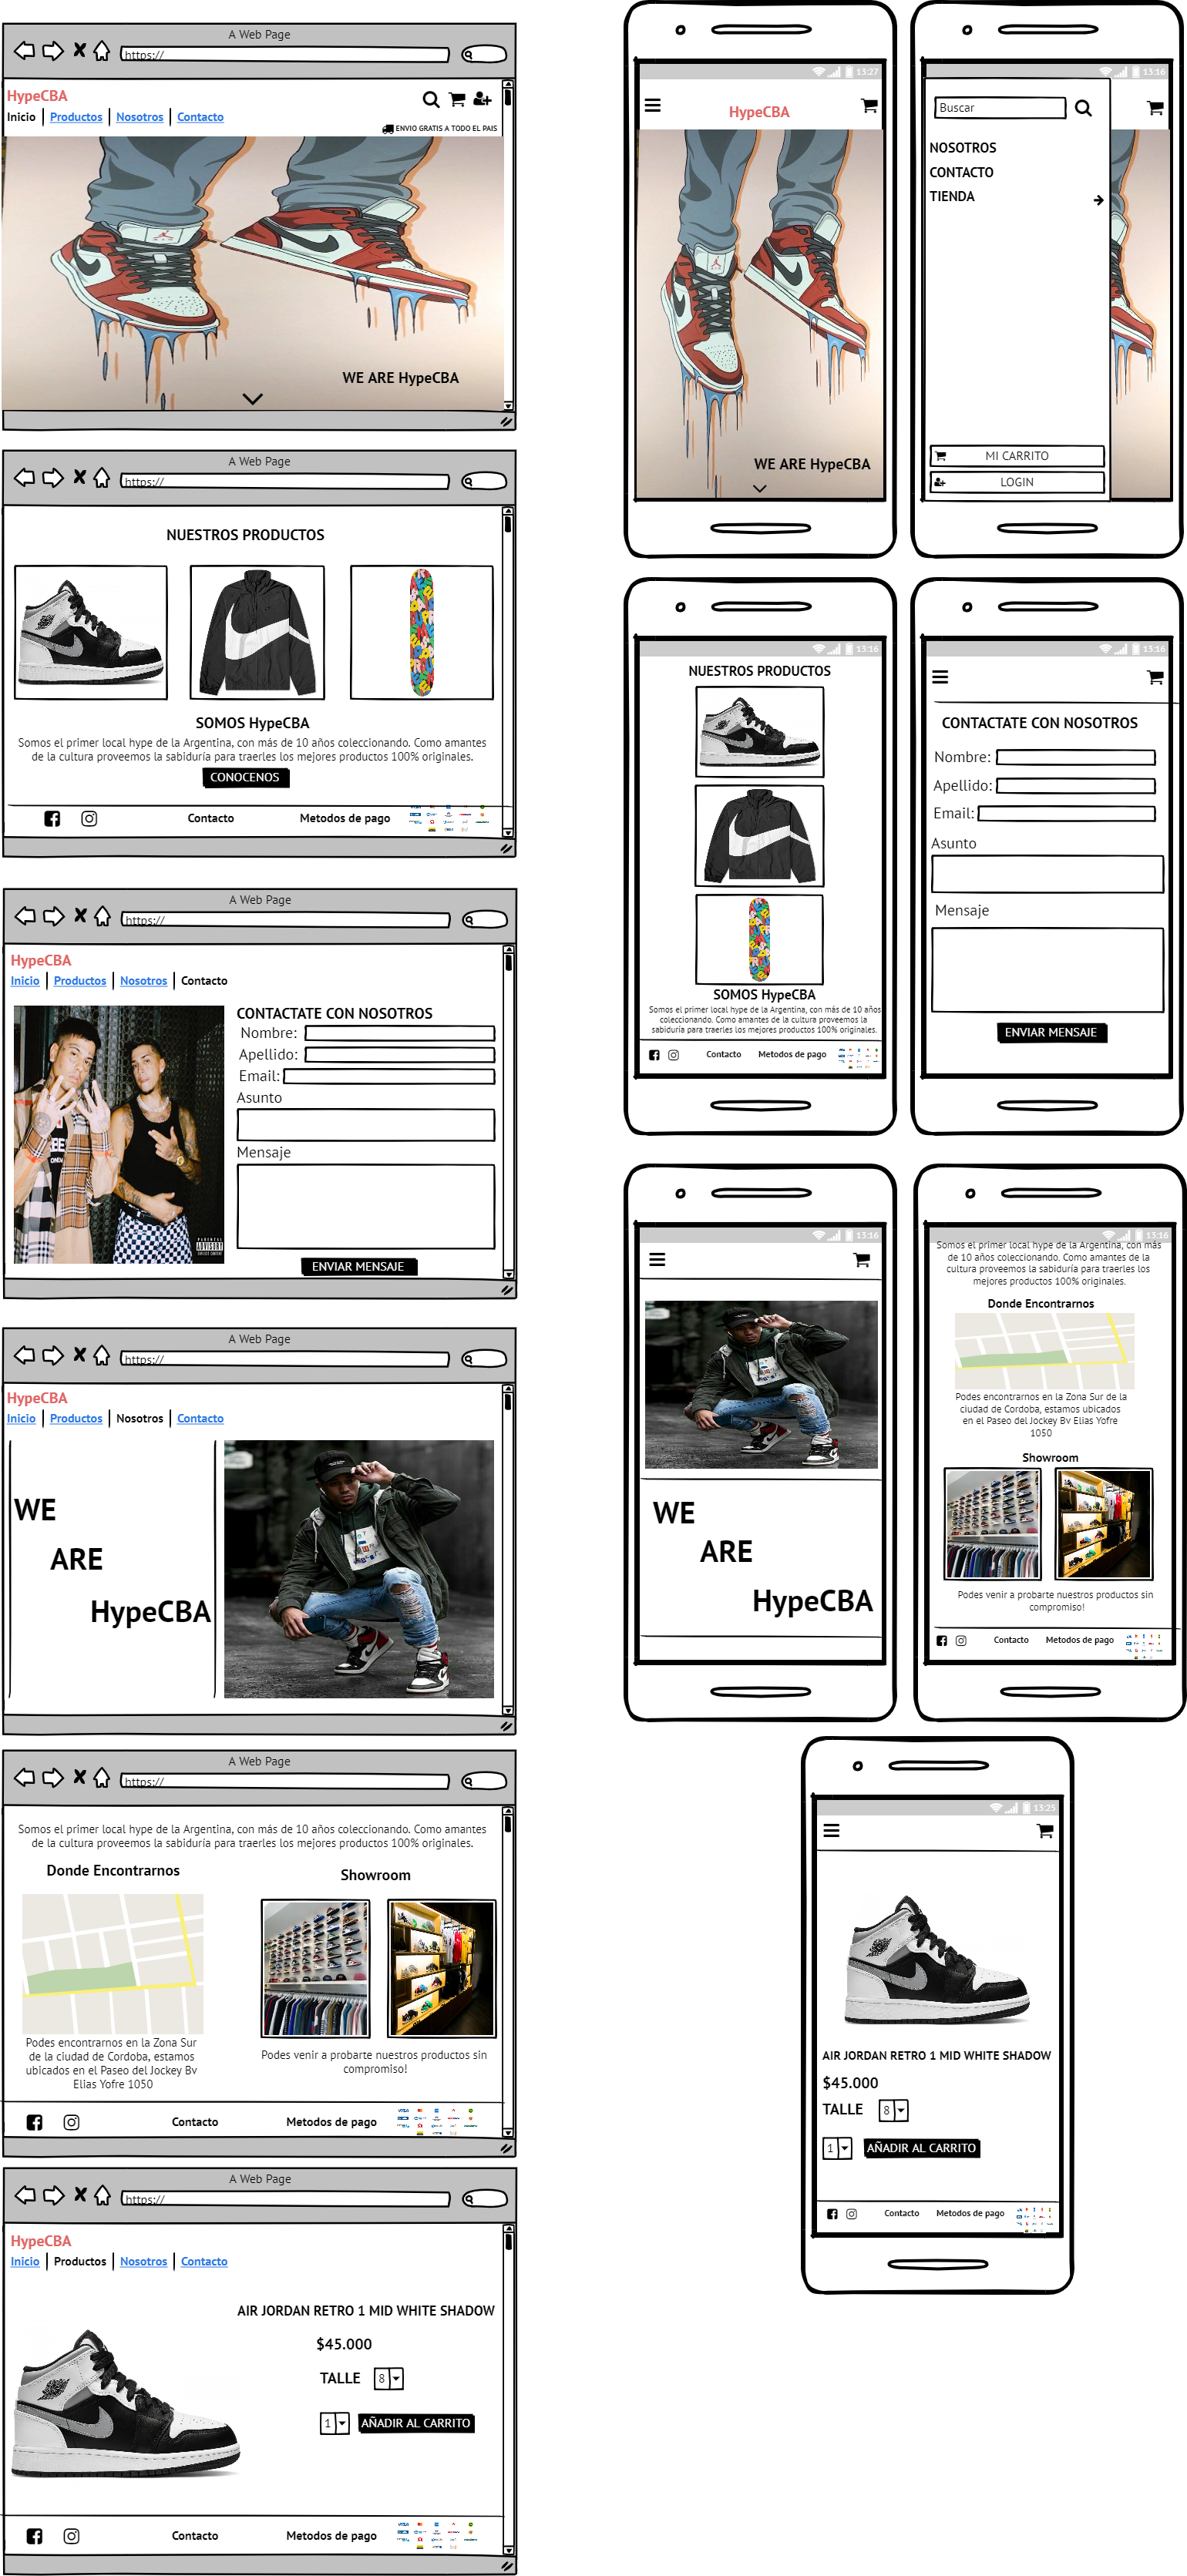 A Web Page
https://
HypeCBA
Inicio Productos Nosotros Contacto
ENVIO GRATIS A TODO EL PAIS
WE ARE HypeCBA
A Web Page
https://
NUESTROS PRODUCTOS
SOMOS HypeCBA
Somos el primer local hype de la Argentina, con más de 10 años coleccionando. Como amantes
de la cultura proveemos la sabiduría para traerles los mejores productos 100% originales.
CONOCENOS
Contacto Metodos de pago
A Web Page
https://
HypeCBA
Inicio Productos Nosotros Contacto
CONTACTATE CON NOSOTROS
Nombre:
Apellido:
Email:
Asunto
Mensaje
ENVIAR MENSAJE
PARENTAL
ADVISORY
A Web Page
https://
HypeCBA
Inicio Productos Nosotros Contacto
WE
ARE
HypeCBA
A Web Page
https://
Somos el primer local hype de la Argentina, con más de 10 años coleccionando. Como amantes
de la cultura proveemos la sabiduría para traerles los mejores productos 100% originales.
Donde Encontrarnos
Podes encontrarnos en la Zona Sur
de la ciudad de Cordoba, estamos
ubicados en el Paseo del Jockey Bv
Elias Yofre 1050
Showroom
Podes venir a probarte nuestros productos sin
compromiso!
Contacto Metodos de pago
A Web Page
https://
HypeCBA
Inicio Productos Nosotros Contacto
AIR JORDAN RETRO 1 MID WHITE SHADOW
$45.000
TALLE 8
1 AÑADIR AL CARRITO
Contacto Metodos de pago
13:27
HypeCBA
WE ARE HypeCBA
13:16
Buscar
NOSOTROS
CONTACTO
TIENDA
MI CARRITO
LOGIN
13:16
NUESTROS PRODUCTOS
SOMOS HypeCBA
Somos el primer local hype de la Argentina, con más de 10 años
coleccionando. Como amantes de la cultura proveemos la
sabiduría para traerles los mejores productos 100% originales.
Contacto Metodos de pago
13:16
CONTACTATE CON NOSOTROS
Nombre:
Apellido:
Email:
Asunto
Mensaje
ENVIAR MENSAJE
13:16
WE
ARE
HypeCBA
13:16
Somos el primer local hype de la Argentina, con más
de 10 años coleccionando. Como amantes de la
cultura proveemos la sabiduría para traerles los
mejores productos 100% originales.
Donde Encontrarnos
Podes encontrarnos en la Zona Sur de la
ciudad de Cordoba, estamos ubicados
en el Paseo del Jockey Bv Elias Yofre
1050
Showroom
Podes venir a probarte nuestros productos sin
compromiso!
Contacto Metodos de pago
13:25
AIR JORDAN RETRO 1 MID WHITE SHADOW
$45.000
TALLE 8
1 AÑADIR AL CARRITO
Contacto Metodos de pago